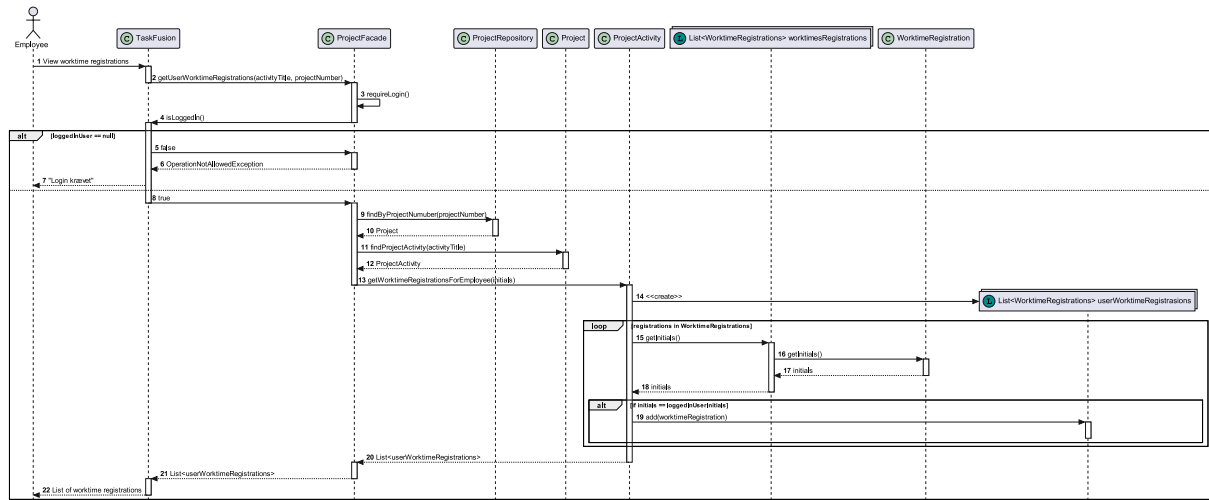 Employee
C TaskFusion
C ProjectFacade
C ProjectRepository
C Project
C ProjectActivity
L List<WorktimeRegistrations> worktimesRegistrations
C WorktimeRegistration
1 View worktime registrations
2 getUserWorktimeRegistrations(activityTitle, projectNumber)
3 requireLogin()
4 isLoggedIn()
alt [loggedInUser == null]
5 false
6 OperationNotAllowedException
7 "Login krævet"
8 true
9 findByProjectNumuber(projectNumber)
10 Project
11 findProjectActivity(activityTitle)
12 ProjectActivity
13 getWorktimeRegistrationsForEmployee(initials)
14 <<create>>
L List<WorktimeRegistrations> userWorktimeRegistrasions
loop [registrations in WorktimeRegistrations]
15 getInitials()
16 getInitials()
17 initials
18 initials
alt [if initials == loggedInUserInitials]
19 add(worktimeRegistration)
20 List<userWorktimeRegistrations>
21 List<userWorktimeRegistrations>
22 List of worktime registrations